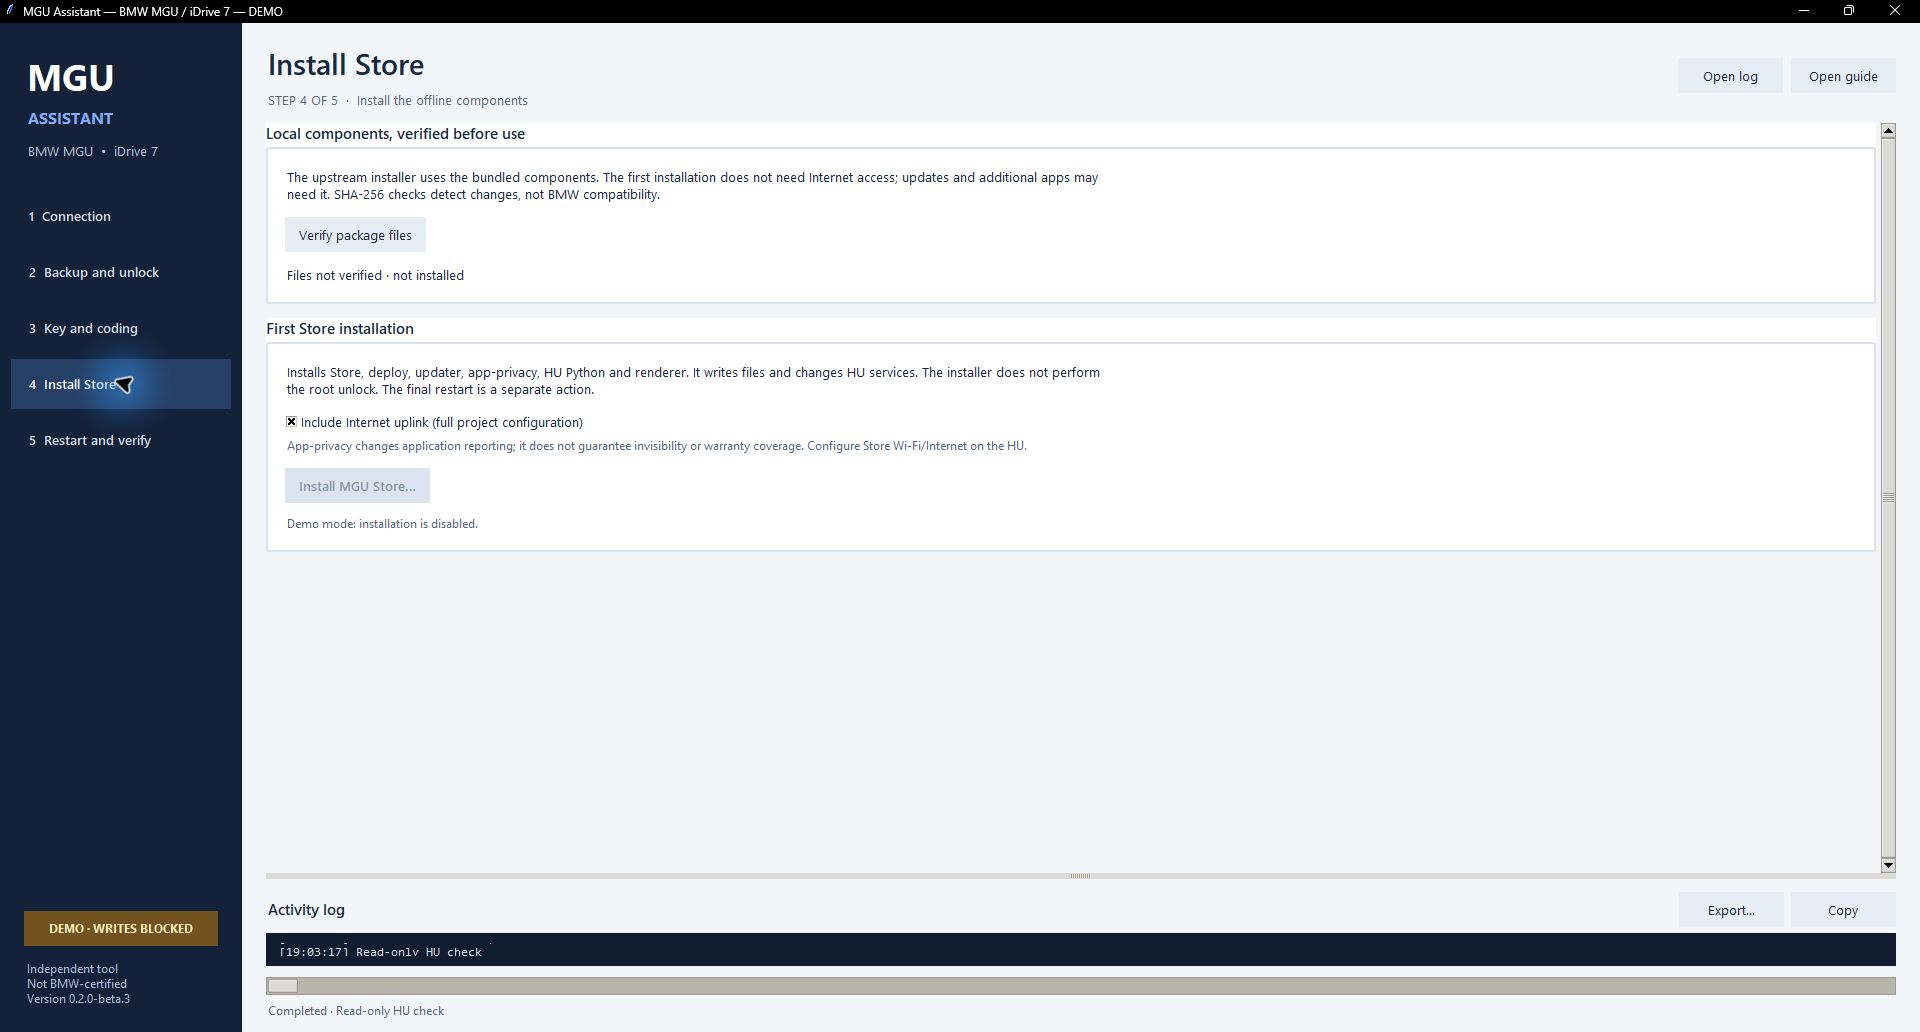 MGU Assistant — BMW MGU / iDrive 7 — DEMO
MGU
ASSISTANT
BMW MGU • iDrive 7
1 Connection
2 Backup and unlock
3 Key and coding
4 Install Store
5 Restart and verify
DEMO · WRITES BLOCKED
Independent tool
Not BMW-certified
Version 0.2.0-beta.3
Install Store
STEP 4 OF 5 · Install the offline components
Open log
Open guide
Local components, verified before use
The upstream installer uses the bundled components. The first installation does not need Internet access; updates and additional apps may
need it. SHA-256 checks detect changes, not BMW compatibility.
Verify package files
Files not verified · not installed
First Store installation
Installs Store, deploy, updater, app-privacy, HU Python and renderer. It writes files and changes HU services. The installer does not perform
the root unlock. The final restart is a separate action.
Include Internet uplink (full project configuration)
App-privacy changes application reporting; it does not guarantee invisibility or warranty coverage. Configure Store Wi-Fi/Internet on the HU.
Install MGU Store...
Demo mode: installation is disabled.
Activity log
Export...
Copy
[19:03:17] Read-only HU check
Completed · Read-only HU check